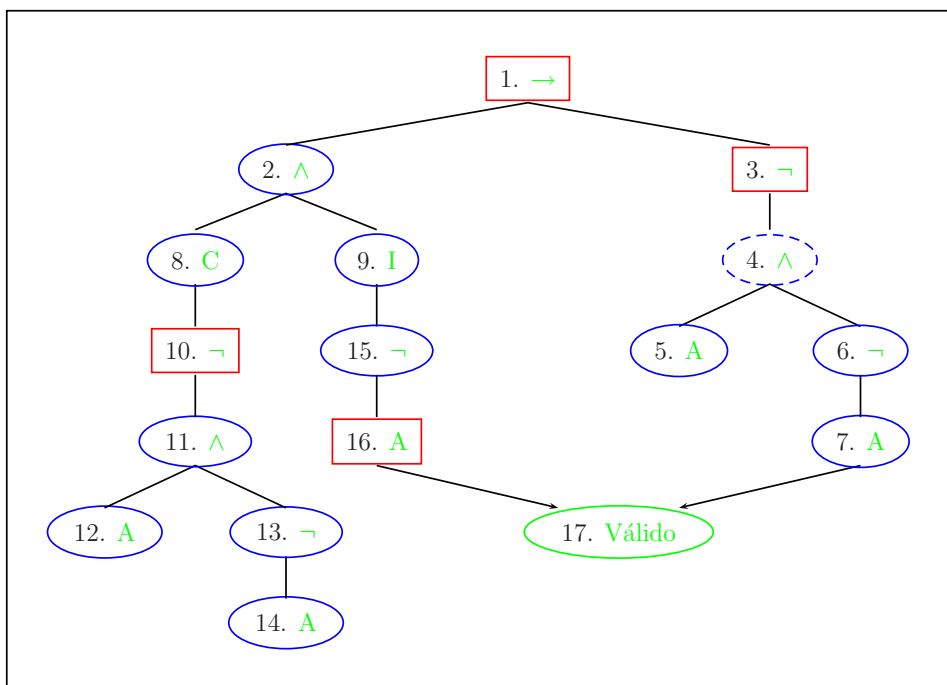 1. →
2. ∧
3. ¬
8. C
9. I
4. ∧
10. ¬
15. ¬
5. A
6. ¬
11. ∧
16. A
7. A
12. A
13. ¬
17. Válido
14. A